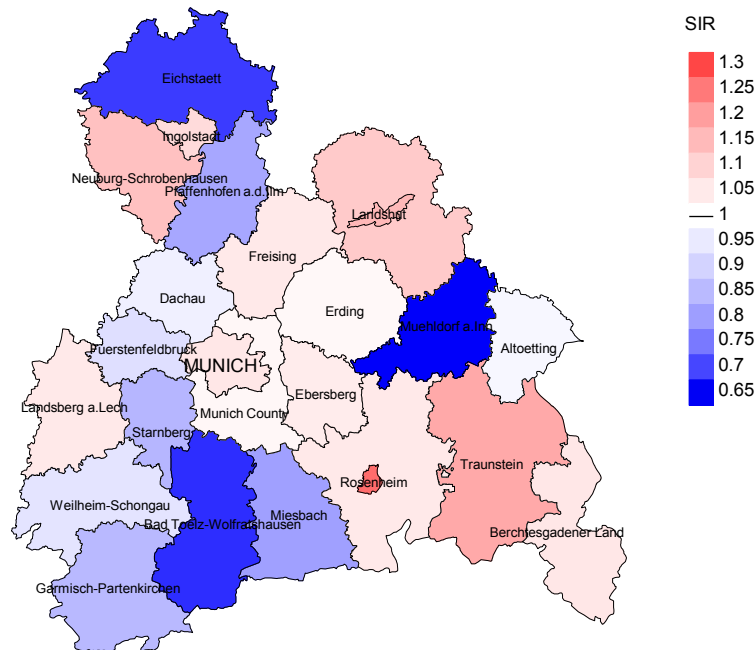 SIR
1.3
1.25
1.2
1.15
1.1
1.05
1
0.95
0.9
0.85
0.8
0.75
0.7
0.65
Eichstaett
Ingolstadt
Neuburg-Schrobenhausen
Pfaffenhofen a.d.Ilm
Landshut
Freising
Dachau
Erding
Muehldorf a.Inn
Altoetting
Fuerstenfeldbruck
MUNICH
Ebersberg
Landsberg a.Lech
Munich County
Starnberg
Traunstein
Rosenheim
Weilheim-Schongau
Miesbach
Bad Toelz-Wolfratshausen
Berchtesgadener Land
Garmisch-Partenkirchen